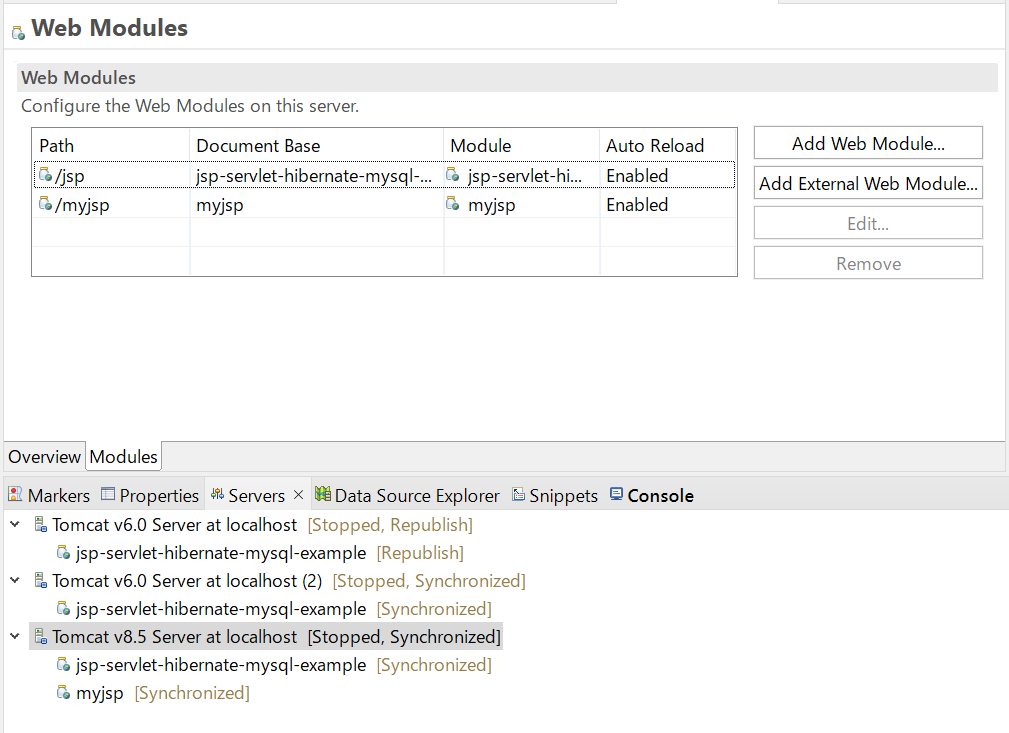 Web Modules
Web Modules
Configure the Web Modules on this server.
Path Document Base Module Auto Reload
/jsp jsp-servlet-hibernate-mysql-... jsp-servlet-hi... Enabled
/myjsp myjsp myjsp Enabled
Add Web Module...
Add External Web Module...
Edit...
Remove
Overview Modules
Markers Properties Servers Data Source Explorer Snippets Console
Tomcat v6.0 Server at localhost [Stopped, Republish]
jsp-servlet-hibernate-mysql-example [Republish]
Tomcat v6.0 Server at localhost (2) [Stopped, Synchronized]
jsp-servlet-hibernate-mysql-example [Synchronized]
Tomcat v8.5 Server at localhost [Stopped, Synchronized]
jsp-servlet-hibernate-mysql-example [Synchronized]
myjsp [Synchronized]